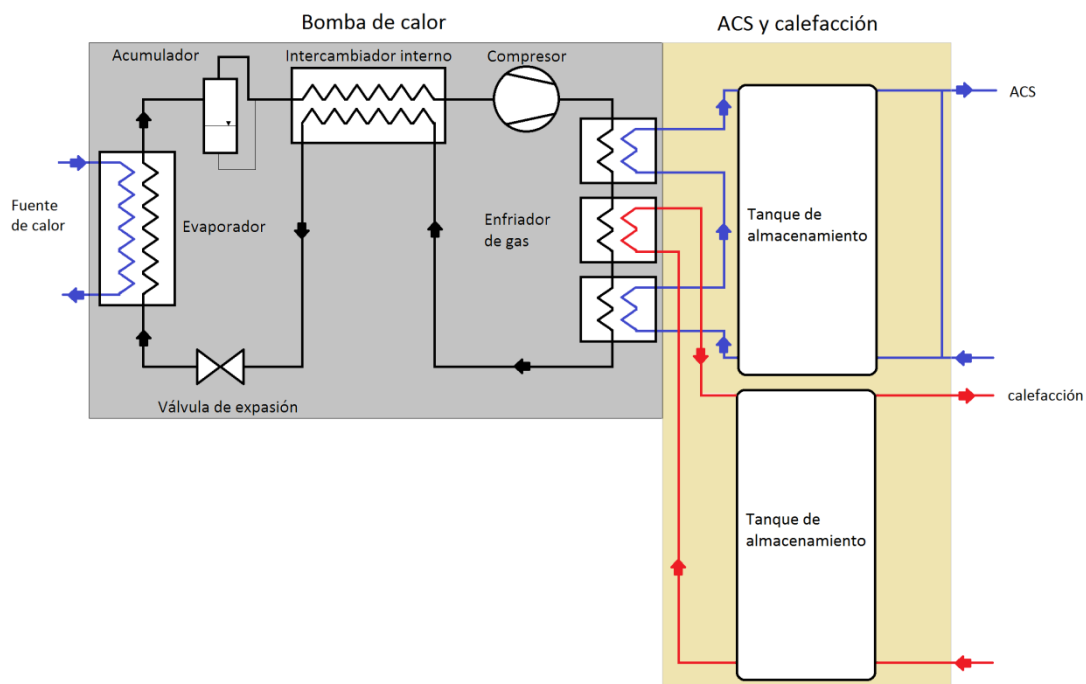 Bomba de calor
ACS y calefacción
Acumulador
Intercambiador interno
Compresor
ACS
Fuente
de calor
Evaporador
Enfriador
de gas
Tanque de
almacenamiento
Válvula de expasión
calefacción
Tanque de
almacenamiento